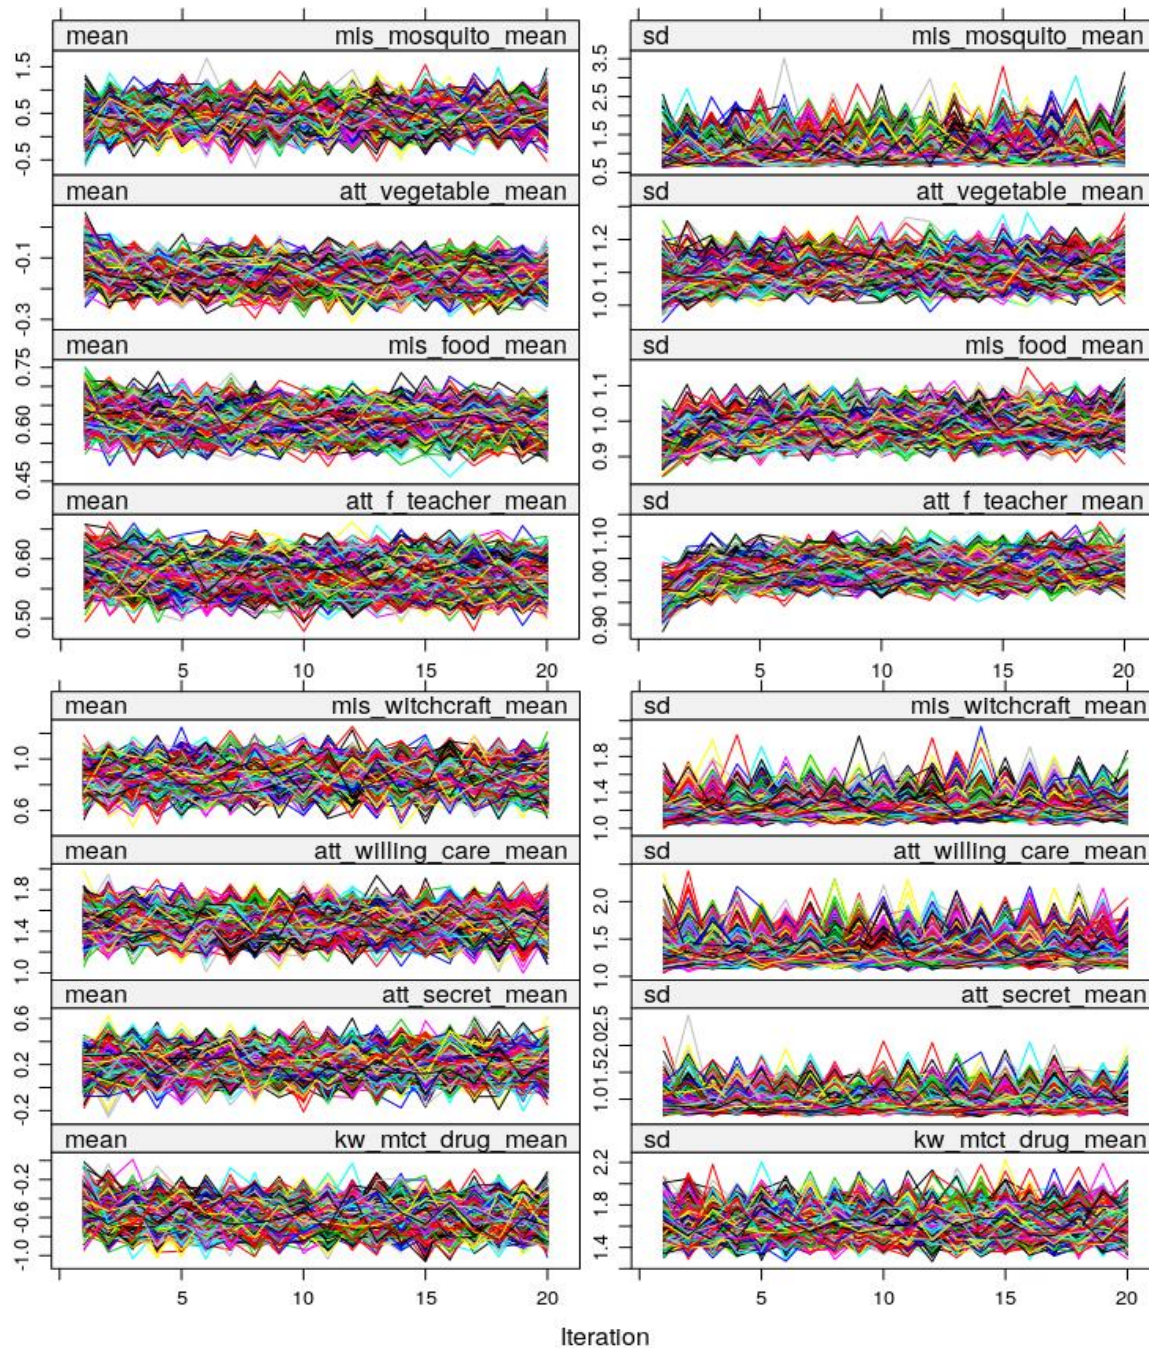 mean mis_mosquito_mean
-0.5 0.5 1.5
sd mis_mosquito_mean
0.5 1.5 2.5 3.5
mean att_vegetable_mean
-0.3 -0.1
sd att_vegetable_mean
1.0 1.1 1.2
mean mis_food_mean
0.45 0.60 0.75
sd mis_food_mean
0.9 1.0 1.1
mean att_f_teacher_mean
0.50 0.60
sd att_f_teacher_mean
0.90 1.00 1.10
5 10 15 20
5 10 15 20
mean mis_witchcraft_mean
0.6 1.0
sd mis_witchcraft_mean
1.0 1.4 1.8
mean att_willing_care_mean
1.0 1.4 1.8
sd att_willing_care_mean
1.0 1.5 2.0
mean att_secret_mean
-0.2 0.2 0.6
sd att_secret_mean
1.0 1.5 2.0 2.5
mean kw_mtct_drug_mean
-1.0 -0.6 -0.2
sd kw_mtct_drug_mean
1.4 1.8 2.2
5 10 15 20
5 10 15 20
Iteration